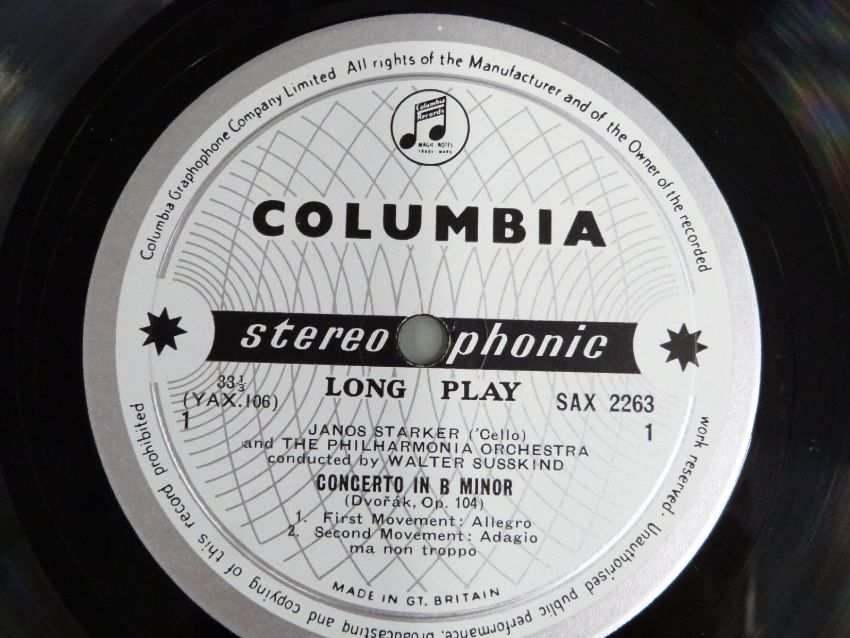 Columbia Graphophone Company Limited All rights of the Manufacturer and of the Owner of the recorded
work reserved. Unauthorised public performance, broadcasting and copying of this record prohibited
Columbia
Records
MAGIC NOTES
TRADE MARK
COLUMBIA
stereophonic
LONG PLAY
33⅓
(YAX.106)
1
SAX 2263
1
JANOS STARKER ('Cello)
and THE PHILHARMONIA ORCHESTRA
conducted by WALTER SUSSKIND
CONCERTO IN B MINOR
(Dvořák, Op. 104)
1. First Movement: Allegro
2. Second Movement: Adagio
ma non troppo
MADE IN GT. BRITAIN